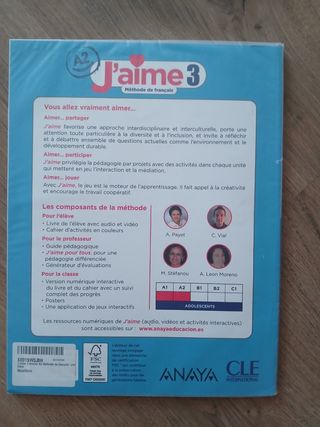 A2
J'aime 3
Méthode de français
Vous allez vraiment aimer...
Aimer... partager
J'aime favorise une approche interdisciplinaire et interculturelle, porte une
attention toute particulière à la diversité et à l'inclusion, et invite à réfléchir
et à débattre ensemble de questions actuelles comme l'environnement et le
développement durable.
Aimer... participer
J'aime privilégie la pédagogie par projets avec des activités dans chaque unité
qui mettent en jeu l'interaction et la médiation.
Aimer... jouer
Avec J'aime, le jeu est le moteur de l'apprentissage. Il fait appel à la créativité
et encourage le travail coopératif.
Les composants de la méthode
Pour l'élève
• Livre de l'élève avec audio et vidéo
• Cahier d'activités en couleurs
Pour le professeur
• Guide pédagogique
• J'aime pour tous, pour une
pédagogie différenciée
• Générateur d'évaluations
Pour la classe
• Version numérique interactive
du livre et du cahier avec un suivi
complet des progrès
• Posters
• Une application de jeux interactifs
A. Payet
C. Vial
M. Stéfanou
A. Leon Moreno
A1 A2 B1 B2 C1
ADOLESCENTS
Les ressources numériques de J'aime (audio, vidéo et activités interactives)
sont accessibles sur : www.anayaeducacion.es
FSC
MIXTE
ANAYA
CLE
INTERNATIONAL